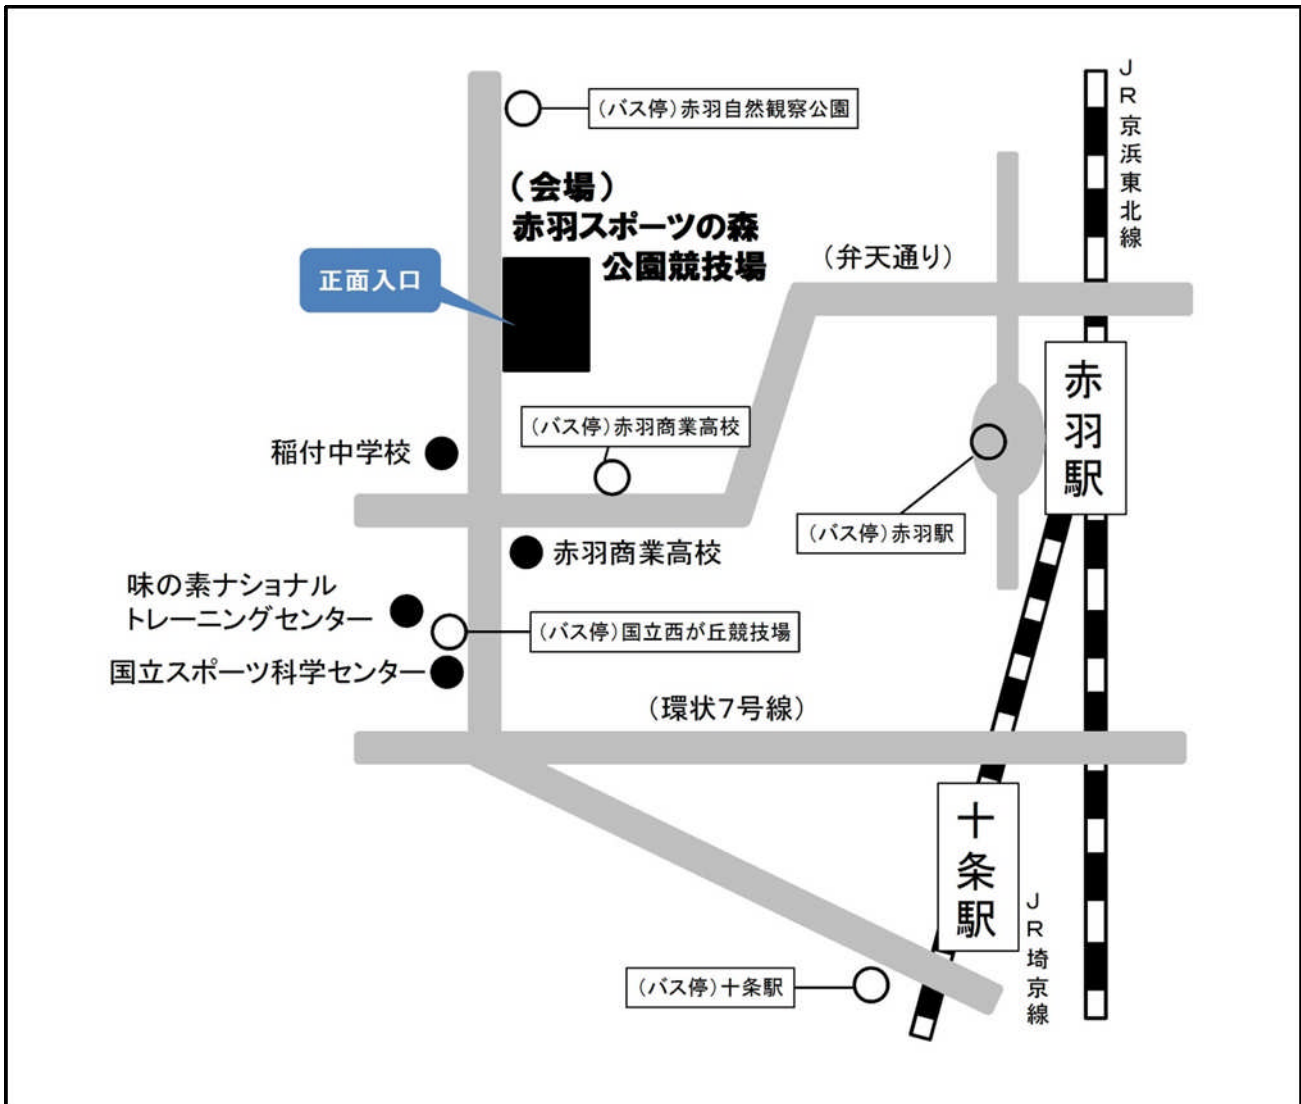 (バス停)赤羽自然観察公園
JR京浜東北線
(会場)
赤羽スポーツの森
公園競技場
(弁天通り)
正面入口
赤羽駅
(バス停)赤羽商業高校
稲付中学校
(バス停)赤羽駅
赤羽商業高校
味の素ナショナル
トレーニングセンター
(バス停)国立西が丘競技場
国立スポーツ科学センター
(環状7号線)
十条駅
JR埼京線
(バス停)十条駅